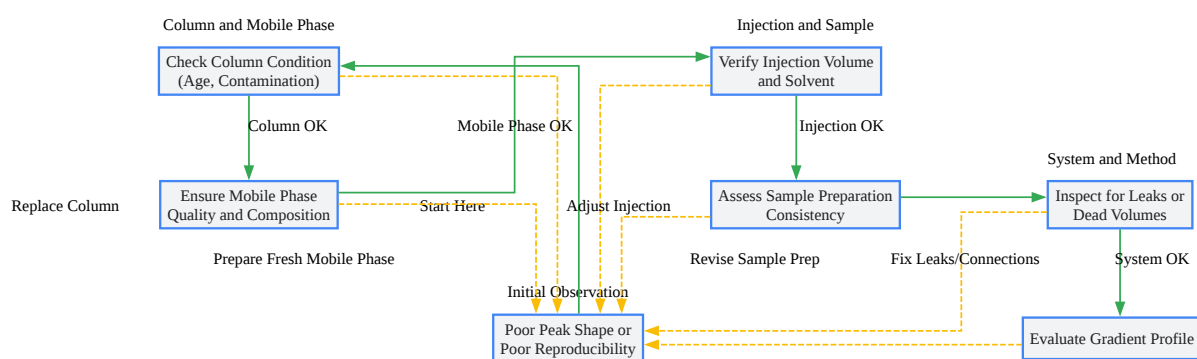 Column and Mobile Phase
Injection and Sample
Check Column Condition
(Age, Contamination)
Verify Injection Volume
and Solvent
Column OK
Mobile Phase OK
Injection OK
System and Method
Ensure Mobile Phase
Quality and Composition
Assess Sample Preparation
Consistency
Inspect for Leaks or
Dead Volumes
Replace Column
Start Here
Adjust Injection
Prepare Fresh Mobile Phase
Revise Sample Prep
Fix Leaks/Connections
System OK
Initial Observation
Poor Peak Shape or
Poor Reproducibility
Evaluate Gradient Profile